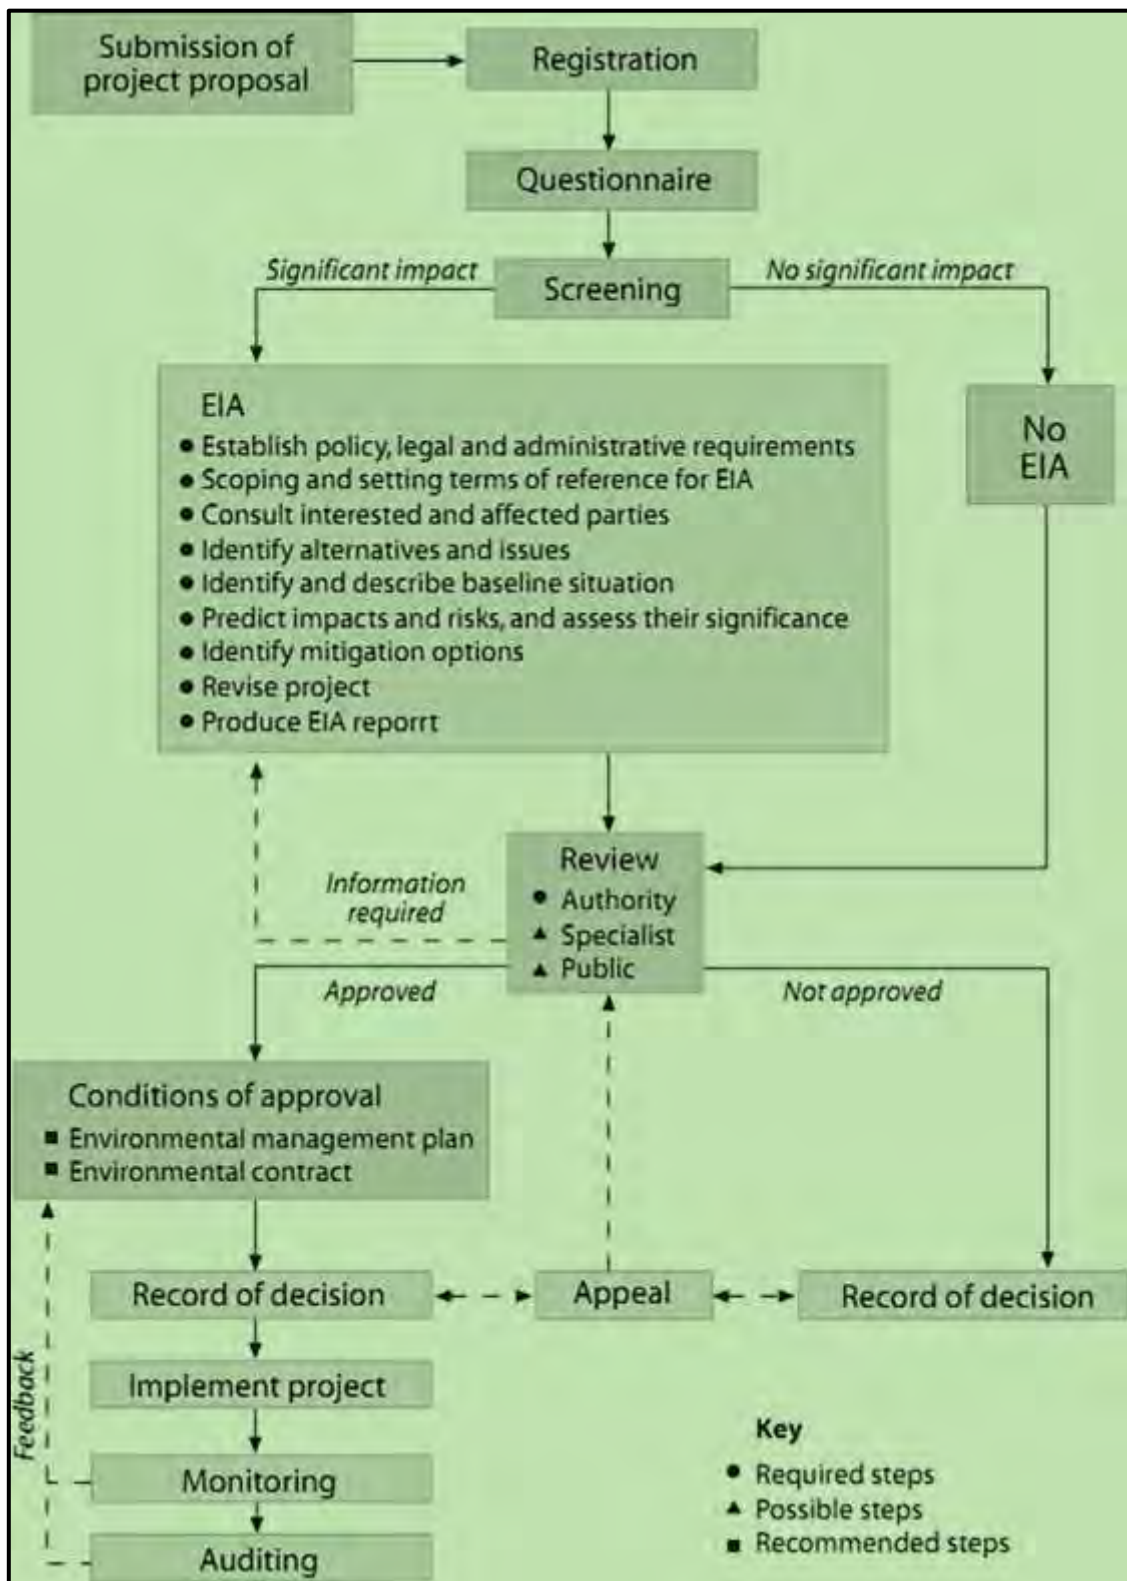 Submission of
project proposal
Registration
Questionnaire
Significant impact
Screening
No significant impact
EIA
● Establish policy, legal and administrative requirements
● Scoping and setting terms of reference for EIA
● Consult interested and affected parties
● Identify alternatives and issues
● Identify and describe baseline situation
● Predict impacts and risks, and assess their significance
● Identify mitigation options
● Revise project
● Produce EIA reporrt
No
EIA
Review
● Authority
▲ Specialist
▲ Public
Information
required
Approved
Not approved
Conditions of approval
■ Environmental management plan
■ Environmental contract
Record of decision
Appeal
Record of decision
Implement project
Feedback
Monitoring
Auditing
Key
● Required steps
▲ Possible steps
■ Recommended steps